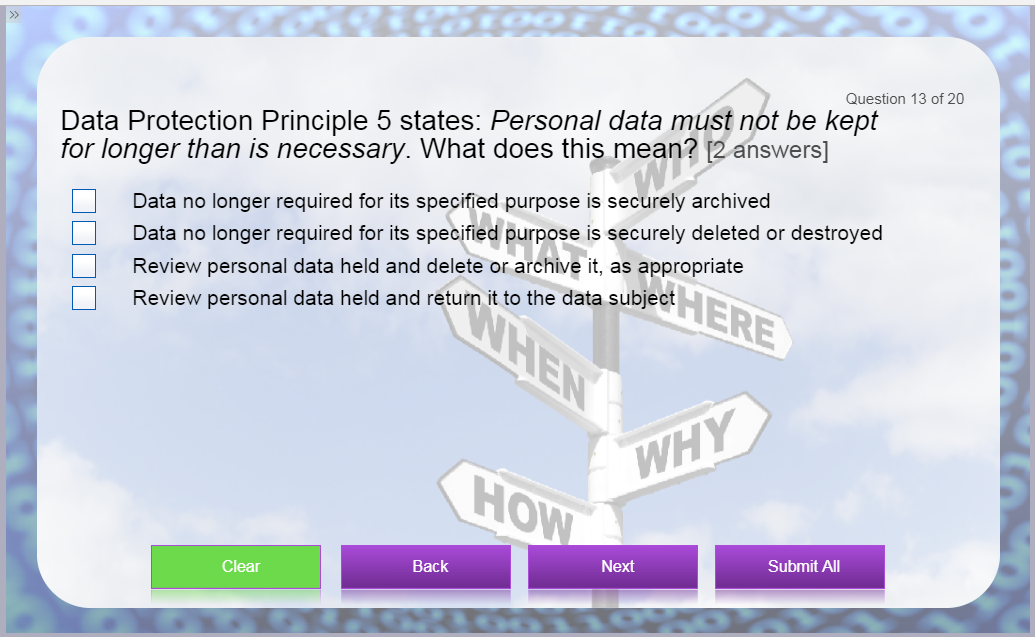 »
Question 13 of 20
Data Protection Principle 5 states: Personal data must not be kept
for longer than is necessary. What does this mean? [2 answers]
Data no longer required for its specified purpose is securely archived
Data no longer required for its specified purpose is securely deleted or destroyed
Review personal data held and delete or archive it, as appropriate
Review personal data held and return it to the data subject
WHO
WHAT
WHERE
WHEN
WHY
HOW
Clear
Back
Next
Submit All